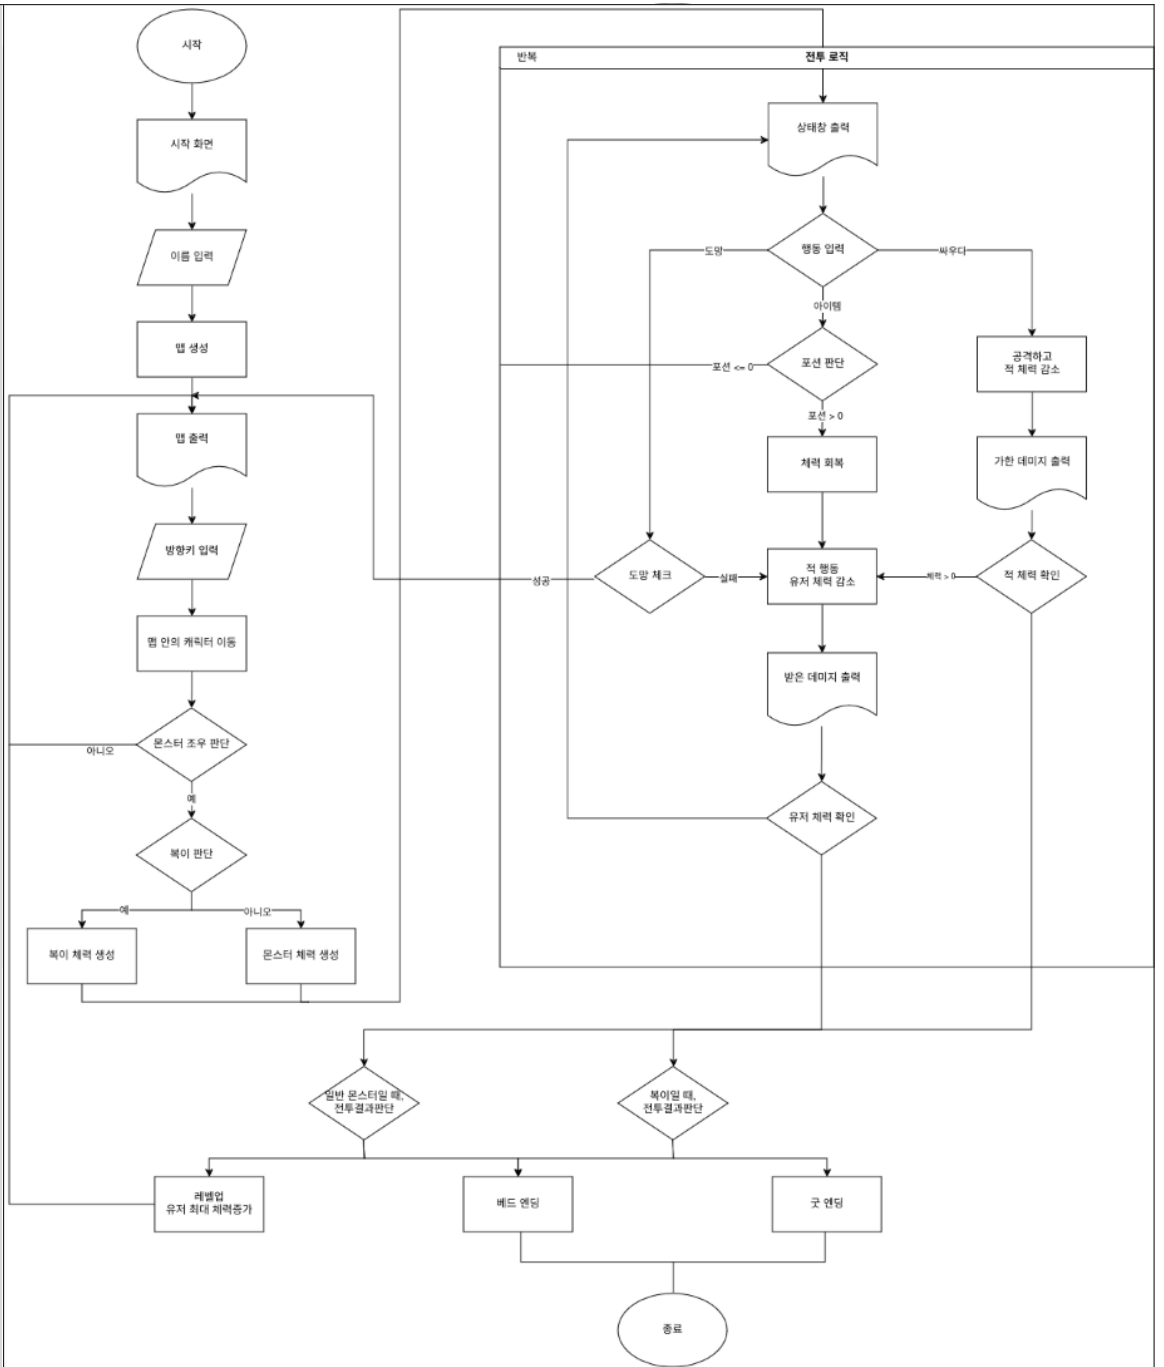 시작
시작 화면
이름 입력
맵 생성
맵 출력
방향키 입력
맵 안의 캐릭터 이동
몬스터 조우 판단
아니오
예
복이 판단
예
아니오
복이 체력 생성
몬스터 체력 생성
반복
전투 로직
상태창 출력
행동 입력
도망
싸우다
아이템
포션 판단
포션 <= 0
포션 > 0
공격하고
적 체력 감소
체력 회복
가한 데미지 출력
도망 체크
성공
실패
적 행동
유저 체력 감소
체력 > 0
적 체력 확인
받은 데미지 출력
유저 체력 확인
일반 몬스터일 때,
전투결과판단
복이일 때,
전투결과판단
레벨업
유저 최대 체력증가
베드 엔딩
굿 엔딩
종료